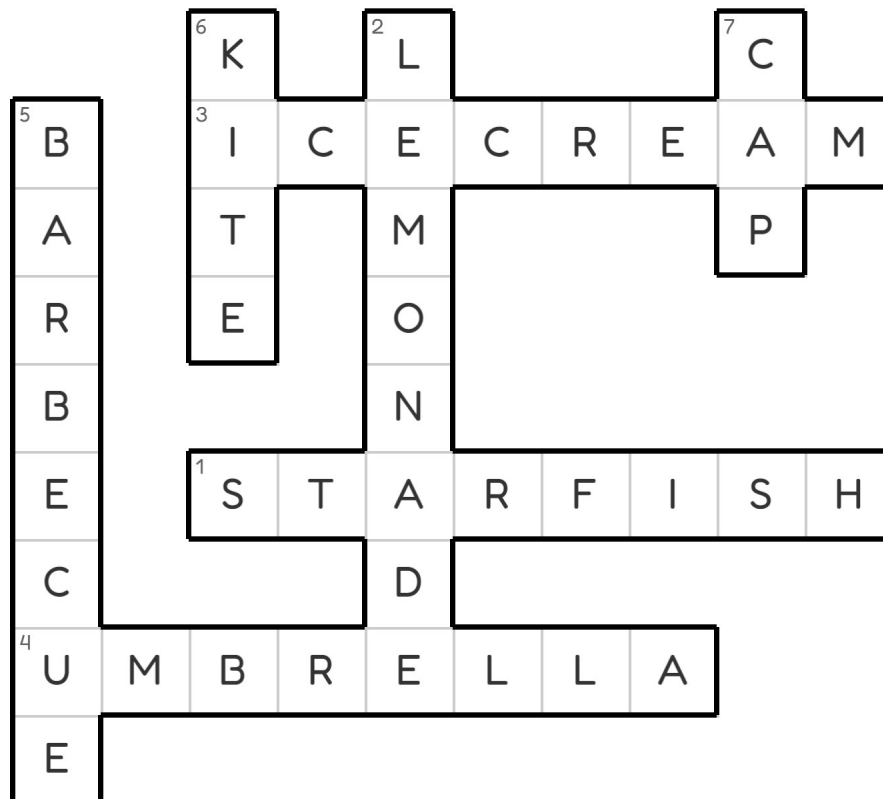 6 K 2 L 7 C
5 B 3 I C E C R E A M
A T M P
R E O
B N
E 1 S T A R F I S H
C D
4 U M B R E L L A
E